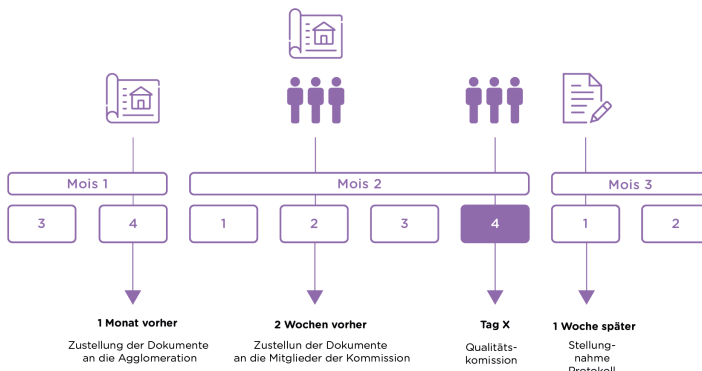 Mois 1
Mois 2
Mois 3
3
4
1
2
3
4
1
2
1 Monat vorher
Zustellung der Dokumente
an die Agglomeration
2 Wochen vorher
Zustellun der Dokumente
an die Mitglieder der Kommission
Tag X
Qualitäts-
komission
1 Woche später
Stellung-
nahme
Protokoll